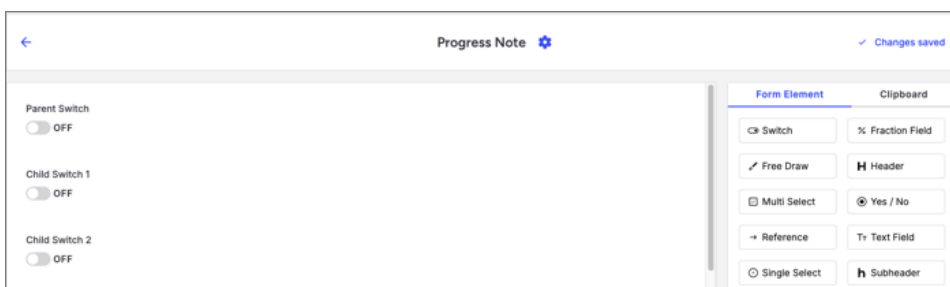 Progress Note
Changes saved
Parent Switch
OFF
Child Switch 1
OFF
Child Switch 2
OFF
Form Element Clipboard
Switch % Fraction Field
Free Draw H Header
Multi Select Yes / No
→ Reference Tт Text Field
Single Select h Subheader